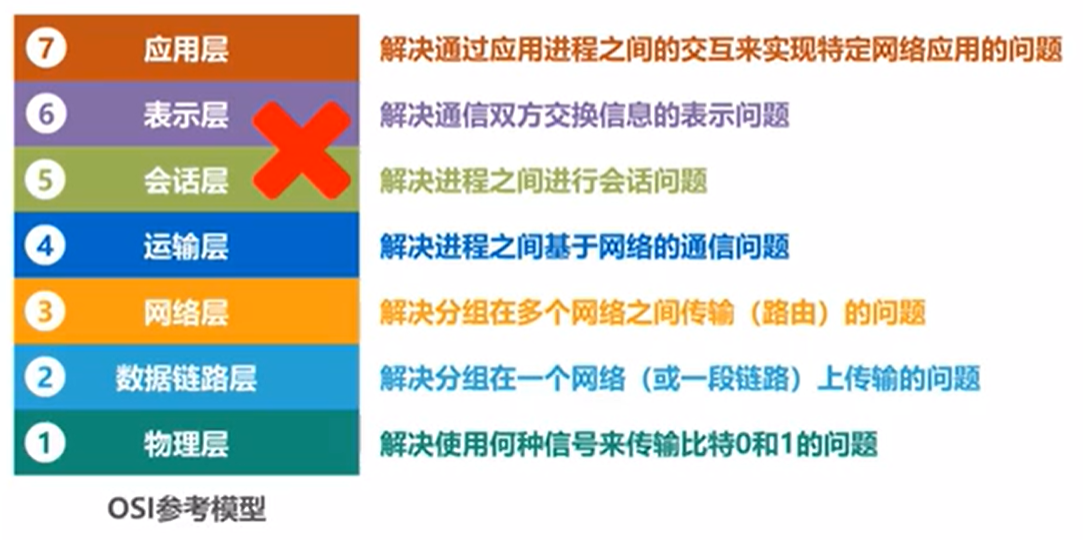 7 应用层 解决通过应用进程之间的交互来实现特定网络应用的问题
6 表示层 解决通信双方交换信息的表示问题
5 会话层 解决进程之间进行会话问题
4 运输层 解决进程之间基于网络的通信问题
3 网络层 解决分组在多个网络之间传输（路由）的问题
2 数据链路层 解决分组在一个网络（或一段链路）上传输的问题
1 物理层 解决使用何种信号来传输比特0和1的问题
OSI参考模型